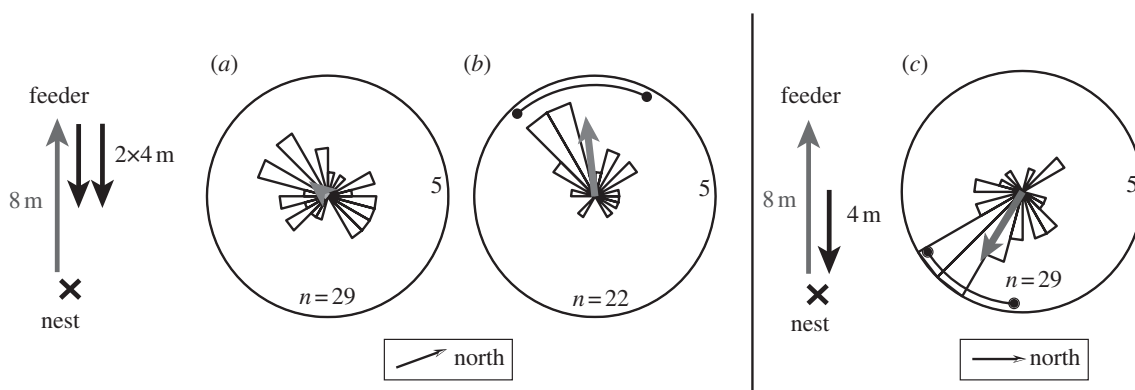 (a)
(b)
(c)
feeder
2×4 m
8 m
nest
5
n=29
5
n=22
north
feeder
8 m
4 m
nest
5
n=29
north